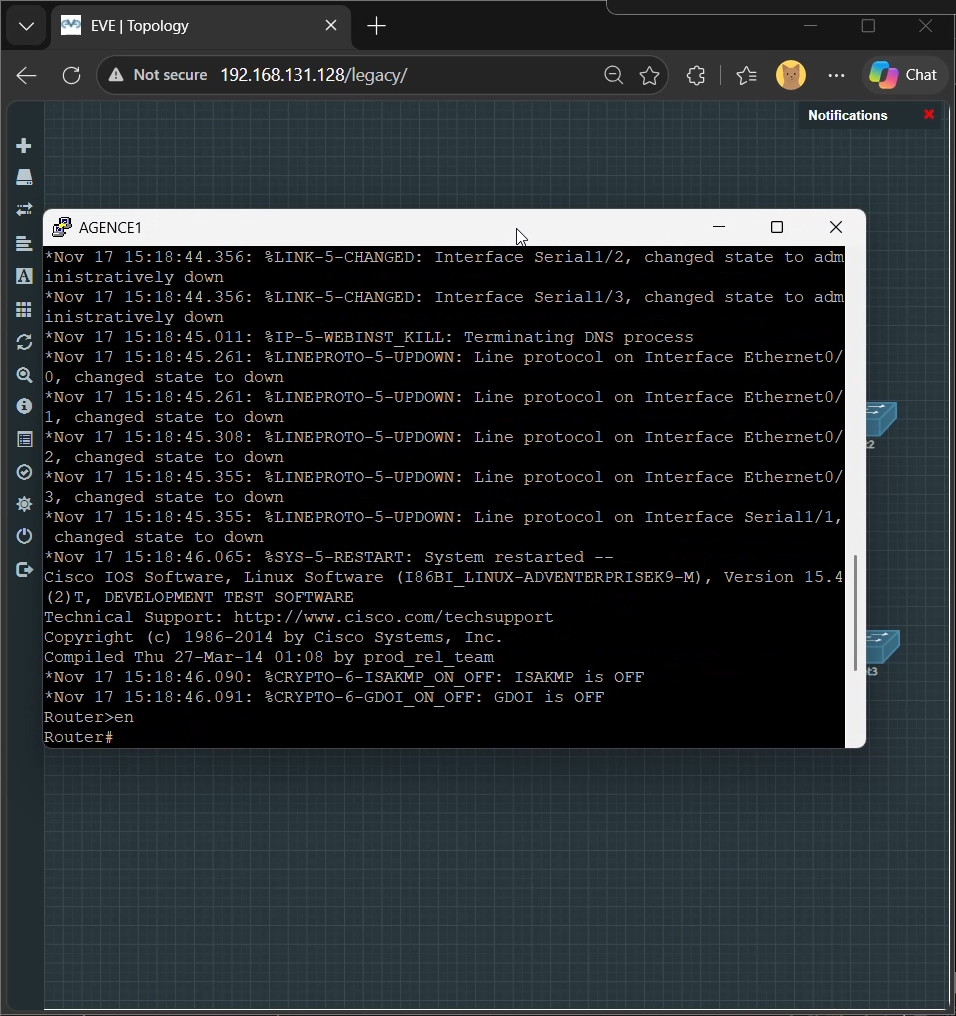 EVE | Topology
Not secure 192.168.131.128/legacy/
Chat
Notifications
AGENCE1
*Nov 17 15:18:44.356: %LINK-5-CHANGED: Interface Serial1/2, changed state to adm
inistratively down
*Nov 17 15:18:44.356: %LINK-5-CHANGED: Interface Serial1/3, changed state to adm
inistratively down
*Nov 17 15:18:45.011: %IP-5-WEBINST_KILL: Terminating DNS process
*Nov 17 15:18:45.261: %LINEPROTO-5-UPDOWN: Line protocol on Interface Ethernet0/
0, changed state to down
*Nov 17 15:18:45.261: %LINEPROTO-5-UPDOWN: Line protocol on Interface Ethernet0/
1, changed state to down
*Nov 17 15:18:45.308: %LINEPROTO-5-UPDOWN: Line protocol on Interface Ethernet0/
2, changed state to down
*Nov 17 15:18:45.355: %LINEPROTO-5-UPDOWN: Line protocol on Interface Ethernet0/
3, changed state to down
*Nov 17 15:18:45.355: %LINEPROTO-5-UPDOWN: Line protocol on Interface Serial1/1,
changed state to down
*Nov 17 15:18:46.065: %SYS-5-RESTART: System restarted --
Cisco IOS Software, Linux Software (I86BI_LINUX-ADVENTERPRISEK9-M), Version 15.4
(2)T, DEVELOPMENT TEST SOFTWARE
Technical Support: http://www.cisco.com/techsupport
Copyright (c) 1986-2014 by Cisco Systems, Inc.
Compiled Thu 27-Mar-14 01:08 by prod_rel_team
*Nov 17 15:18:46.090: %CRYPTO-6-ISAKMP_ON_OFF: ISAKMP is OFF
*Nov 17 15:18:46.091: %CRYPTO-6-GDOI_ON_OFF: GDOI is OFF
Router>en
Router#